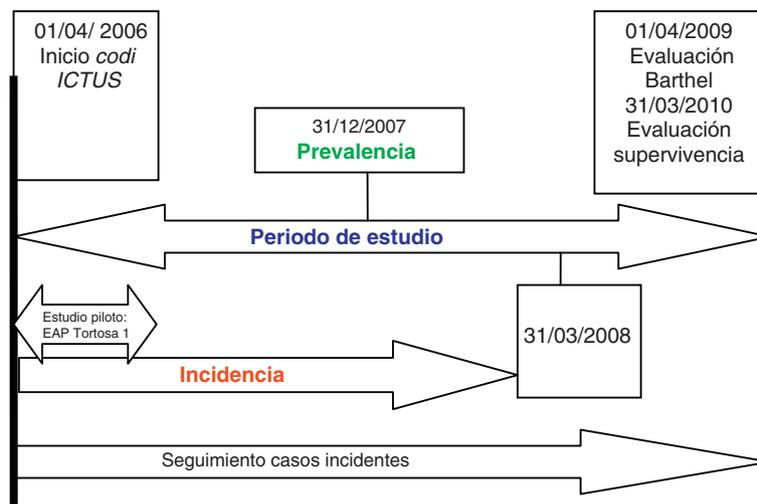 01/04/ 2006
Inicio codi
ICTUS
01/04/2009
Evaluación
Barthel
31/03/2010
Evaluación
supervivencia
31/12/2007
Prevalencia
Periodo de estudio
Estudio piloto:
EAP Tortosa 1
31/03/2008
Incidencia
Seguimiento casos incidentes